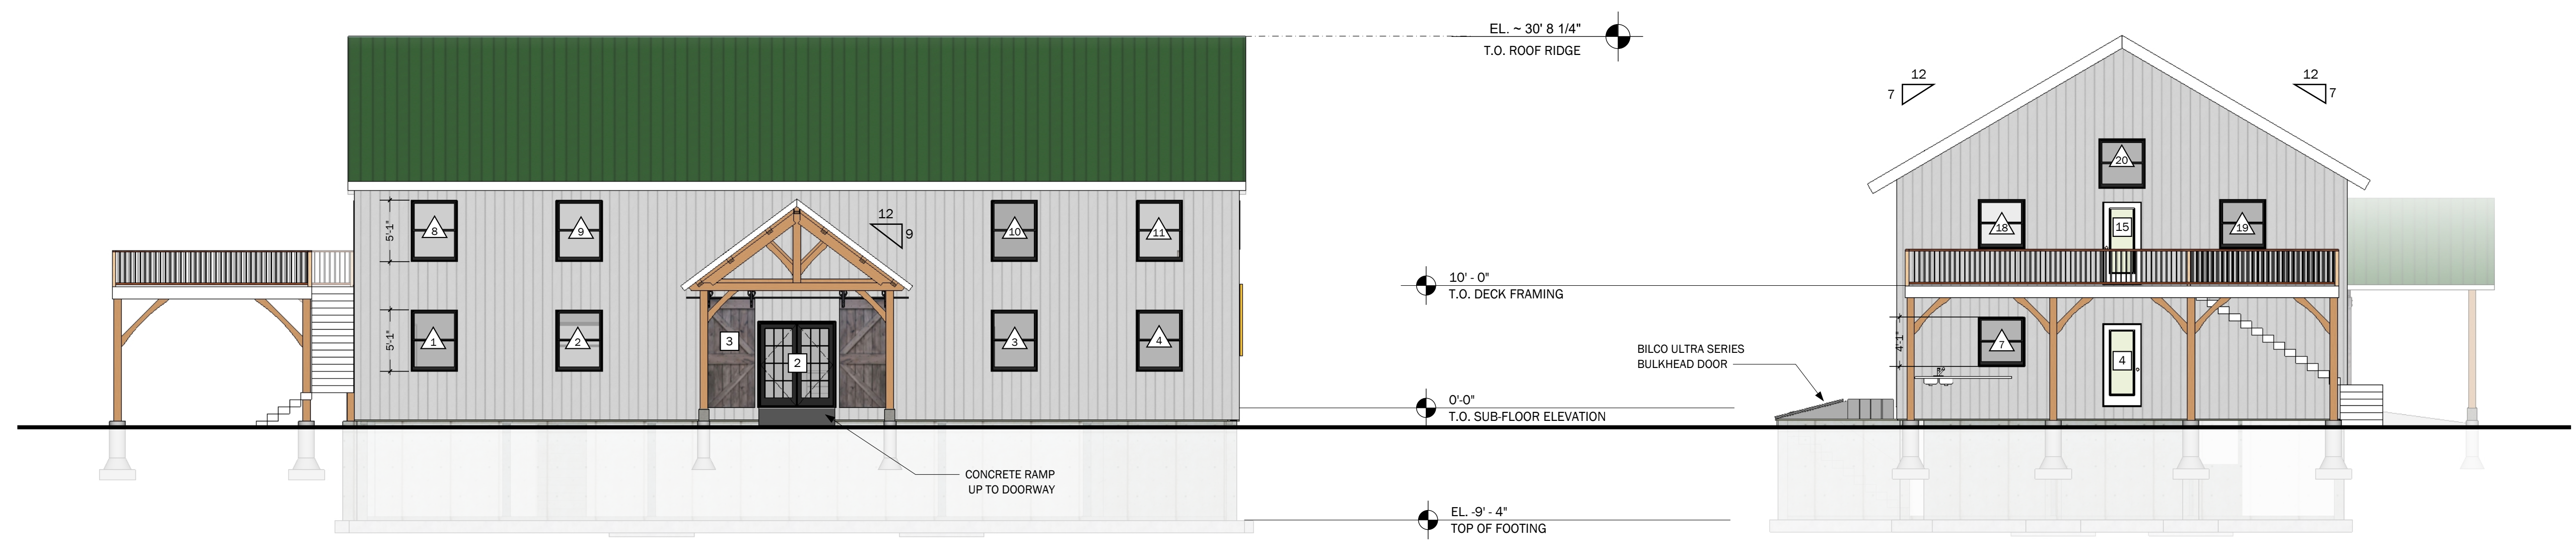 EL. ~ 30' 8 1/4"
T.O. ROOF RIDGE
12
7
12
7
20
5'-1"
8
9
12
9
10
11
18
15
19
10' - 0"
T.O. DECK FRAMING
5'-1"
1
2
3
2
3
4
4'-1"
7
4
BILCO ULTRA SERIES
BULKHEAD DOOR
0'-0"
T.O. SUB-FLOOR ELEVATION
CONCRETE RAMP
UP TO DOORWAY
EL. -9' - 4"
TOP OF FOOTING